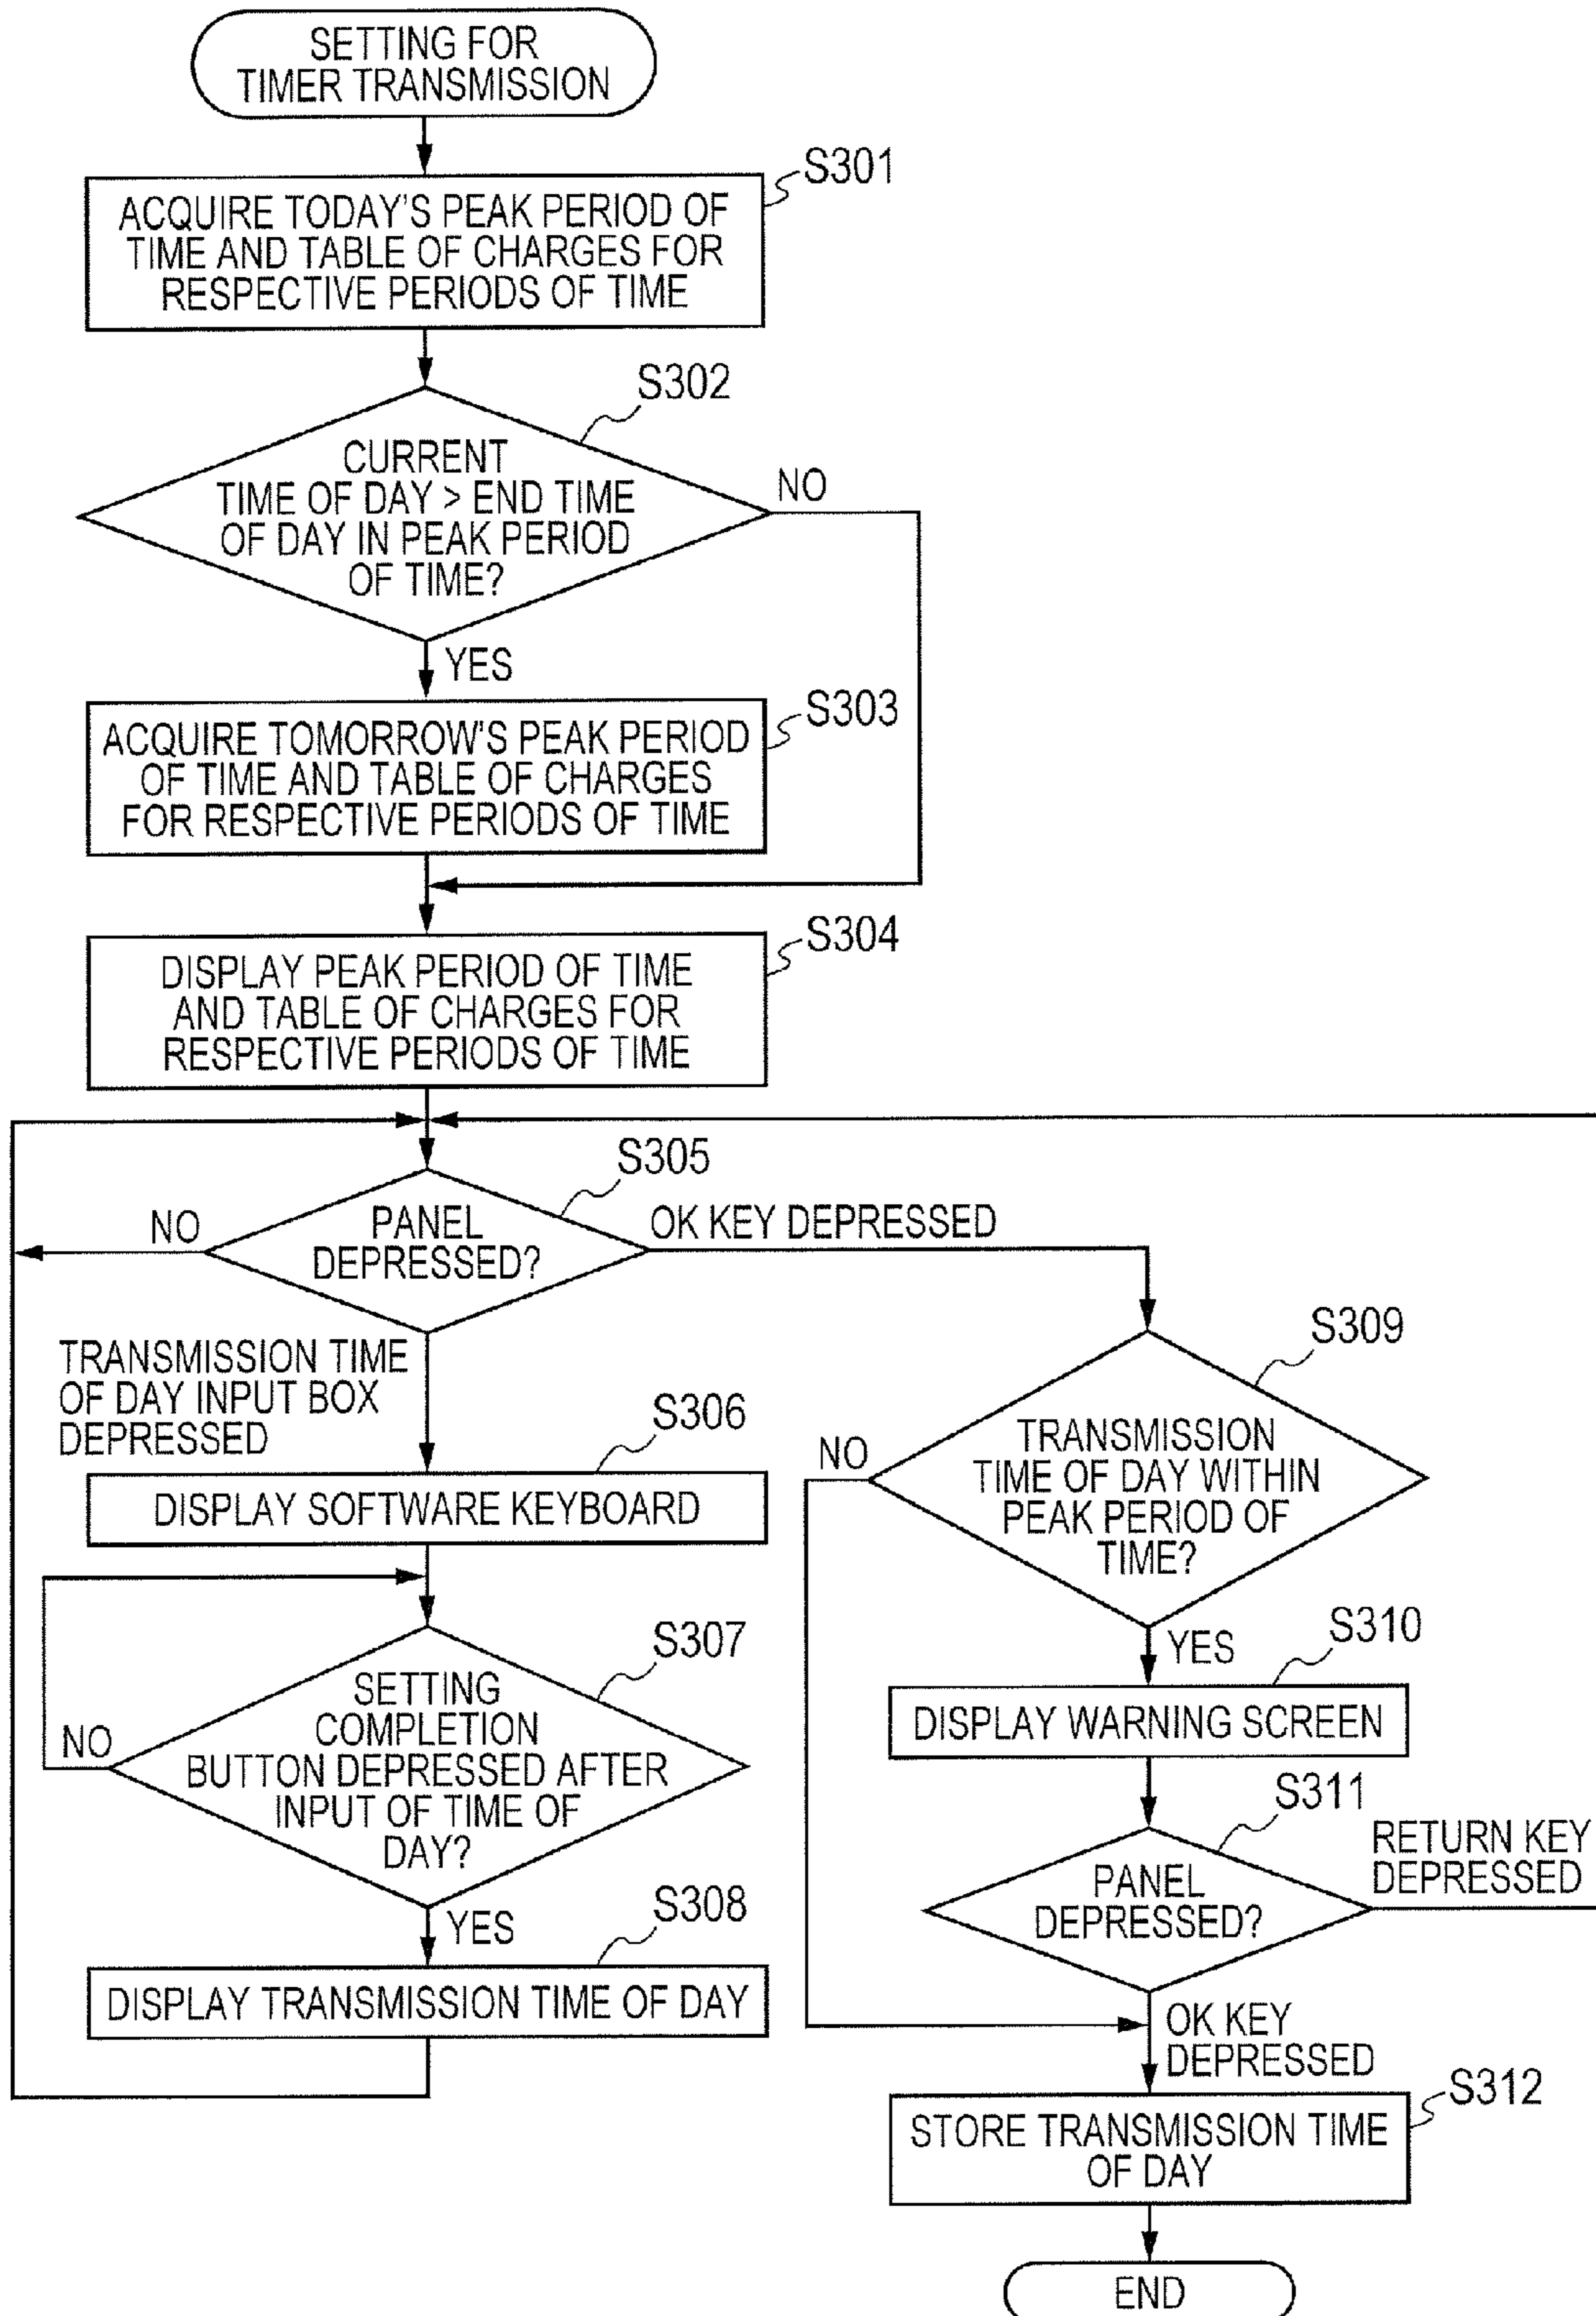 SETTING FOR
TIMER TRANSMISSION
S301
ACQUIRE TODAY'S PEAK PERIOD OF
TIME AND TABLE OF CHARGES FOR
RESPECTIVE PERIODS OF TIME
S302
CURRENT
TIME OF DAY > END TIME
OF DAY IN PEAK PERIOD
OF TIME?
NO
YES
S303
ACQUIRE TOMORROW'S PEAK PERIOD
OF TIME AND TABLE OF CHARGES
FOR RESPECTIVE PERIODS OF TIME
S304
DISPLAY PEAK PERIOD OF TIME
AND TABLE OF CHARGES FOR
RESPECTIVE PERIODS OF TIME
S305
NO
PANEL
DEPRESSED?
OK KEY DEPRESSED
TRANSMISSION TIME
OF DAY INPUT BOX
DEPRESSED
S306
DISPLAY SOFTWARE KEYBOARD
S307
SETTING
COMPLETION
BUTTON DEPRESSED AFTER
INPUT OF TIME OF
DAY?
NO
YES
S308
DISPLAY TRANSMISSION TIME OF DAY
S309
TRANSMISSION
TIME OF DAY WITHIN
PEAK PERIOD OF
TIME?
NO
YES
S310
DISPLAY WARNING SCREEN
S311
PANEL
DEPRESSED?
RETURN KEY
DEPRESSED
OK KEY
DEPRESSED
S312
STORE TRANSMISSION TIME
OF DAY
END